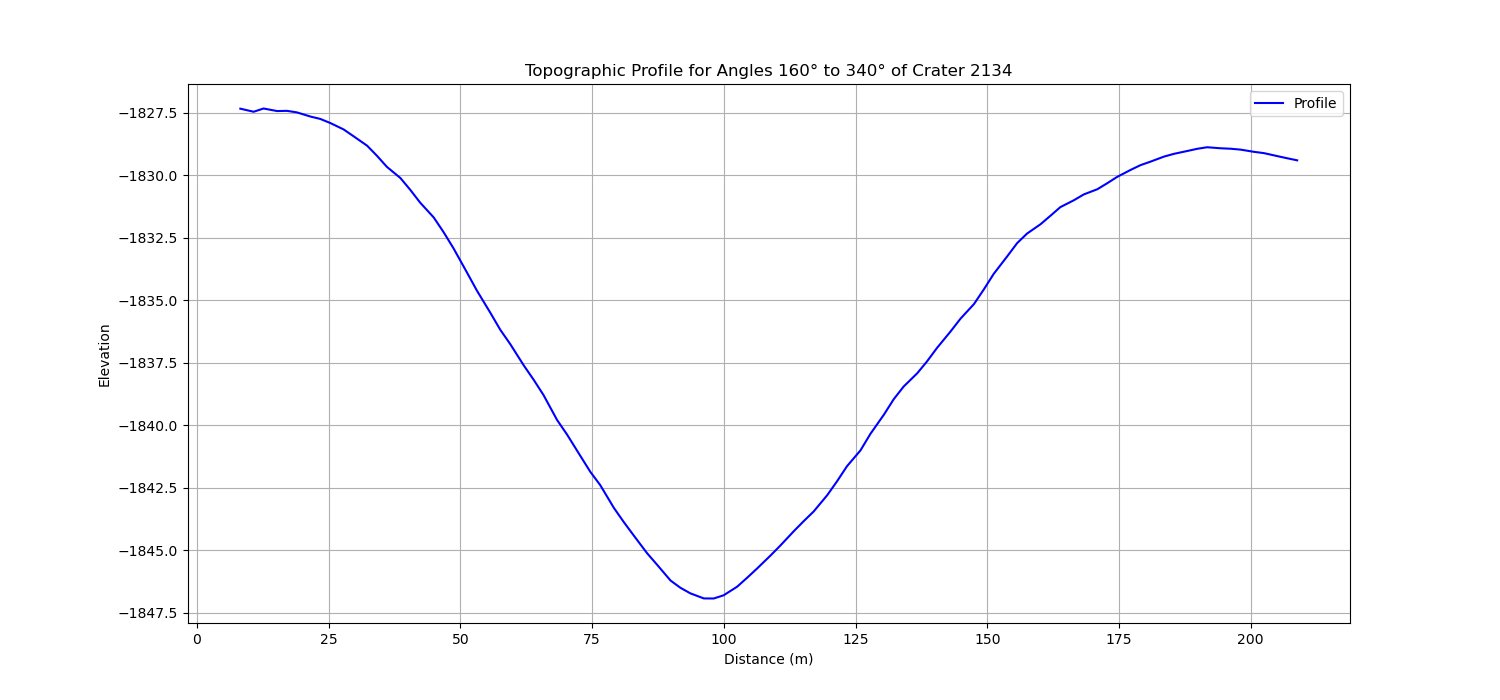 Topographic Profile for Angles 160° to 340° of Crater 2134
Profile
−1827.5
−1830.0
−1832.5
−1835.0
−1837.5
−1840.0
−1842.5
−1845.0
−1847.5
Elevation
0 25 50 75 100 125 150 175 200
Distance (m)